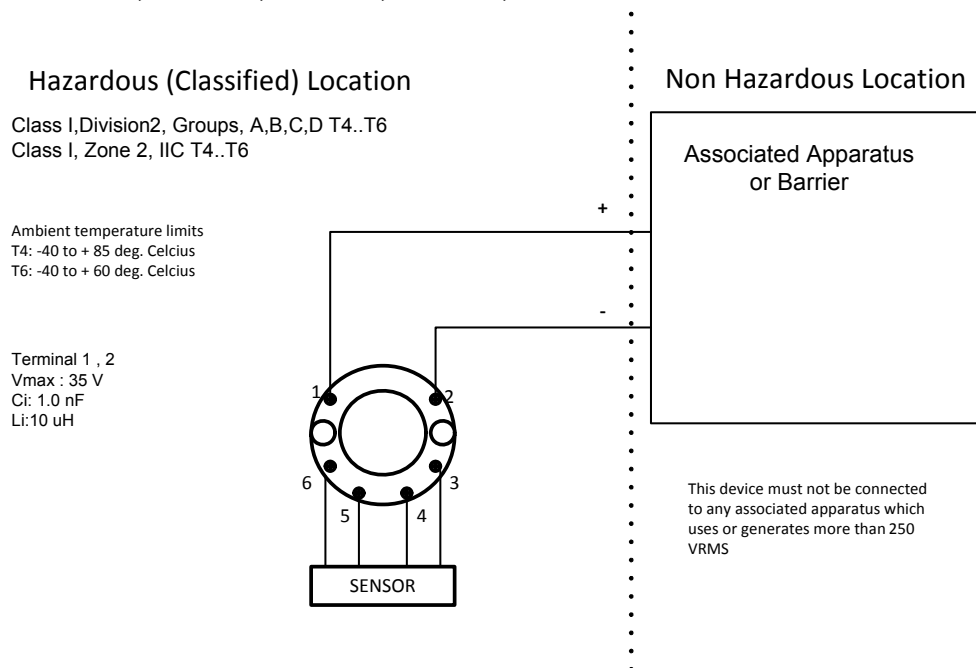 Hazardous (Classified) Location
Non Hazardous Location
Class I,Division2, Groups, A,B,C,D T4..T6
Class I, Zone 2, IIC T4..T6
Associated Apparatus
or Barrier
+
Ambient temperature limits
T4: -40 to + 85 deg. Celcius
T6: -40 to + 60 deg. Celcius
-
Terminal 1 , 2
Vmax : 35 V
Ci: 1.0 nF
Li:10 uH
1
2
6
3
5
4
This device must not be connected
to any associated apparatus which
uses or generates more than 250
VRMS
SENSOR